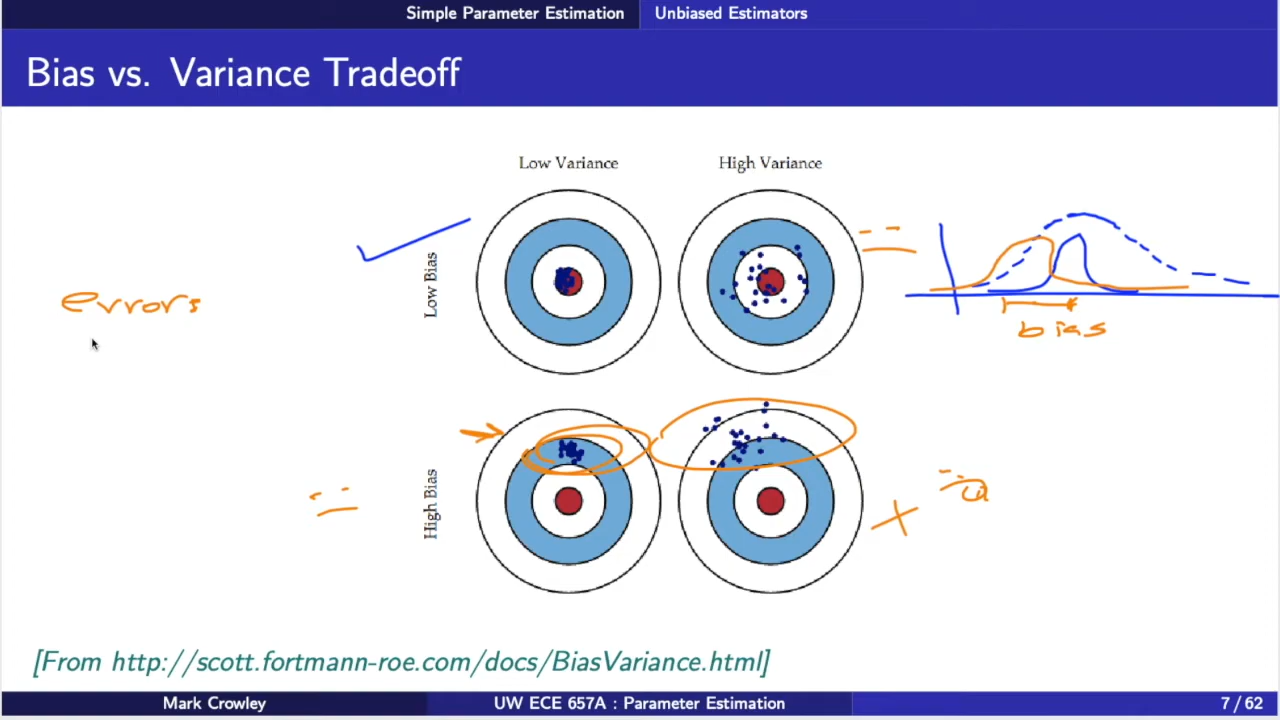 Simple Parameter Estimation Unbiased Estimators
Bias vs. Variance Tradeoff
Low Variance High Variance
Low Bias
errors
bias
High Bias
[From http://scott.fortmann-roe.com/docs/BiasVariance.html]
Mark Crowley UW ECE 657A : Parameter Estimation 7 / 62